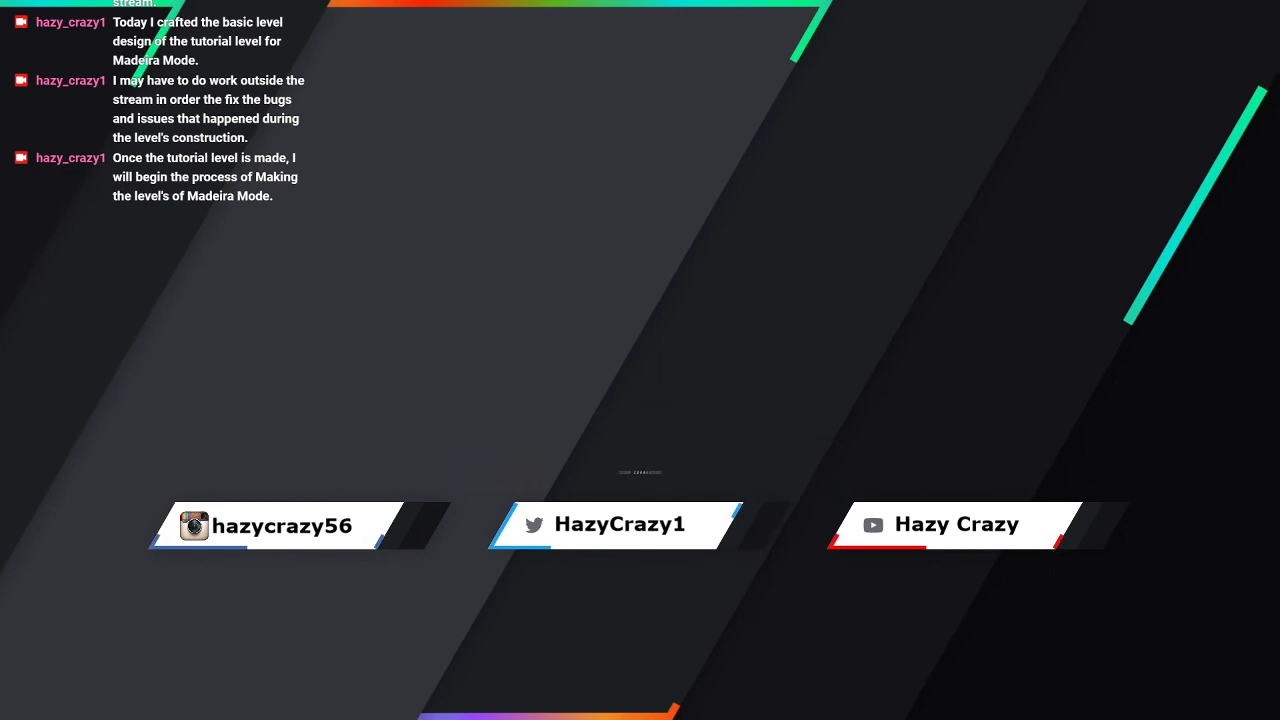 stream.
hazy_crazy1 Today I crafted the basic level
design of the tutorial level for
Madeira Mode.
hazy_crazy1 I may have to do work outside the
stream in order the fix the bugs
and issues that happened during
the level's construction.
hazy_crazy1 Once the tutorial level is made, I
will begin the process of Making
the level's of Madeira Mode.
hazycrazy56
HazyCrazy1
Hazy Crazy